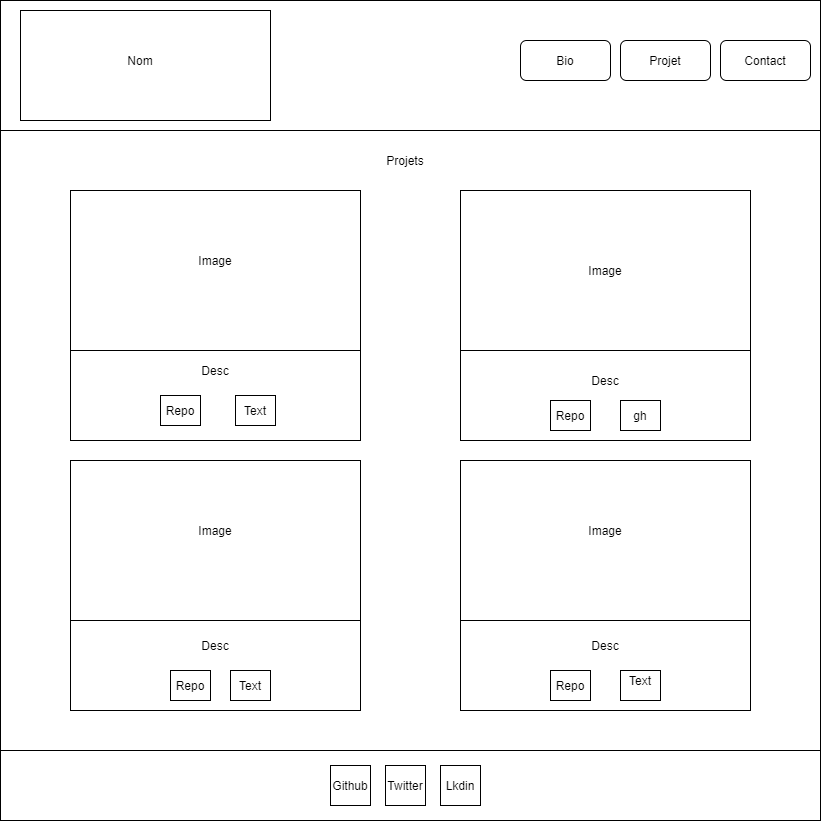 Nom
Bio
Projet
Contact
Projets
Image
Image
Desc
Desc
Repo
Text
Repo
gh
Image
Image
Desc
Desc
Repo
Text
Repo
Text
Github
Twitter
Lkdin